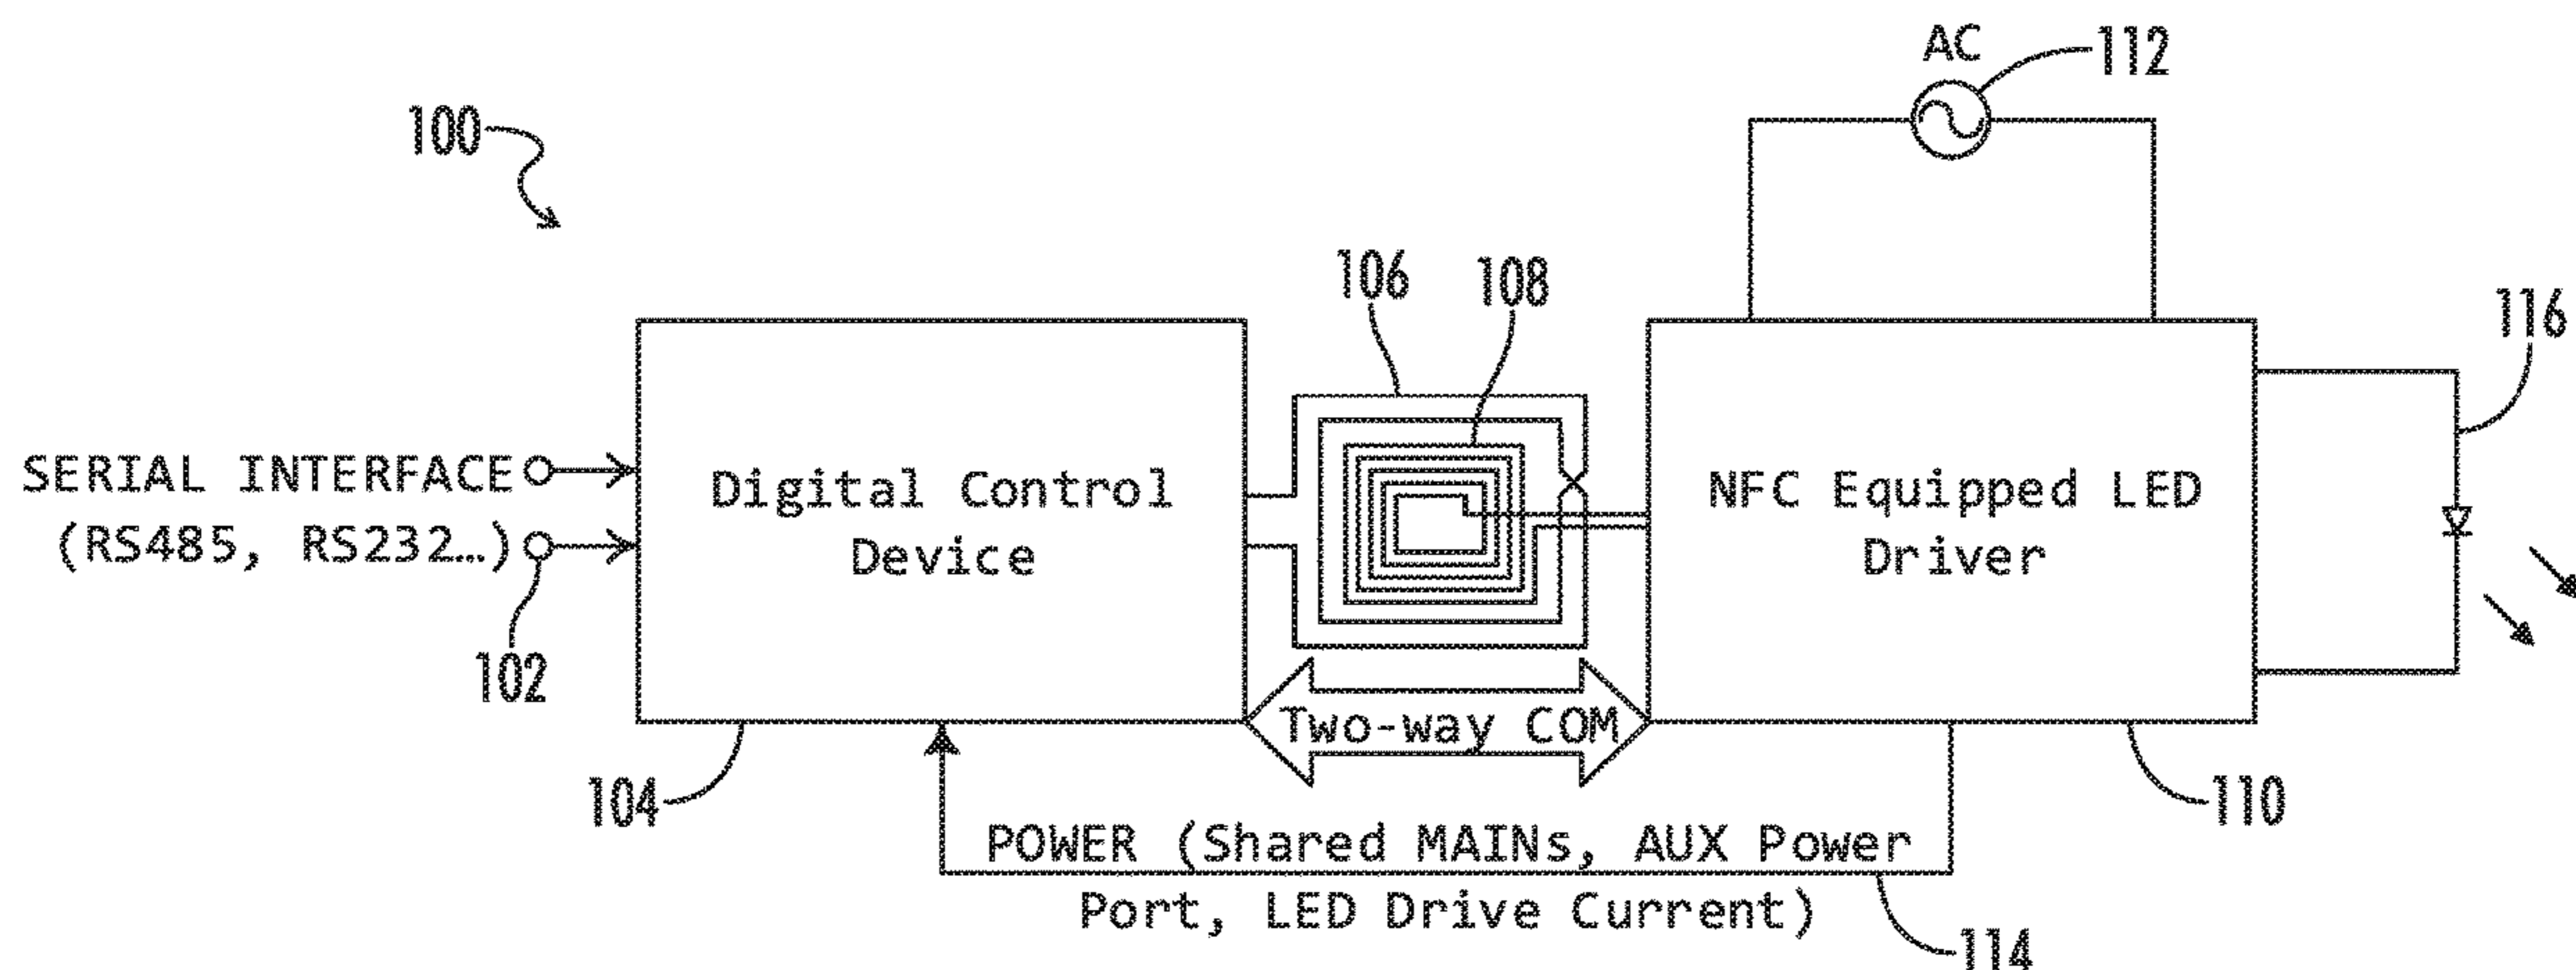 AC
112
100
106
108
116
SERIAL INTERFACE
(RS485, RS232…)
102
Digital Control
Device
NFC Equipped LED
Driver
Two-way COM
104
110
POWER (Shared MAINs, AUX Power
Port, LED Drive Current)
114